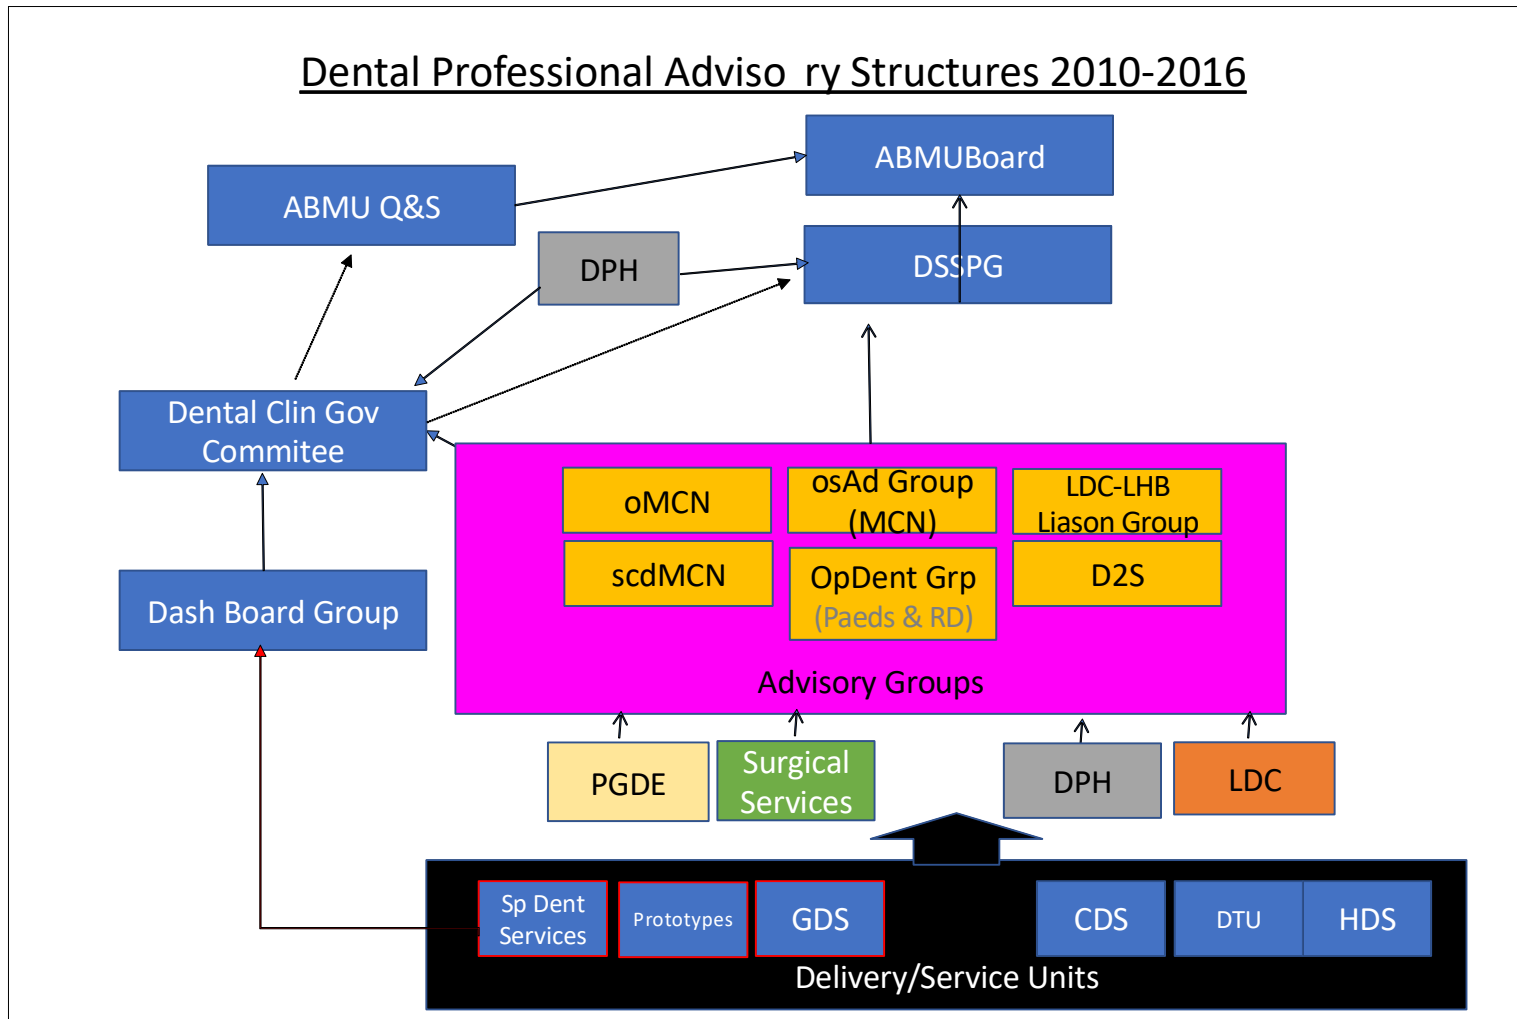 Dental Professional Adviso ry Structures 2010-2016
ABMUBoard
ABMU Q&S
DPH
DSSPG
Dental Clin Gov
Commitee
oMCN
osAd Group
(MCN)
LDC-LHB
Liason Group
scdMCN
OpDent Grp
(Paeds & RD)
D2S
Dash Board Group
Advisory Groups
PGDE
Surgical
Services
DPH
LDC
Sp Dent
Services
Prototypes
GDS
CDS
DTU
HDS
Delivery/Service Units